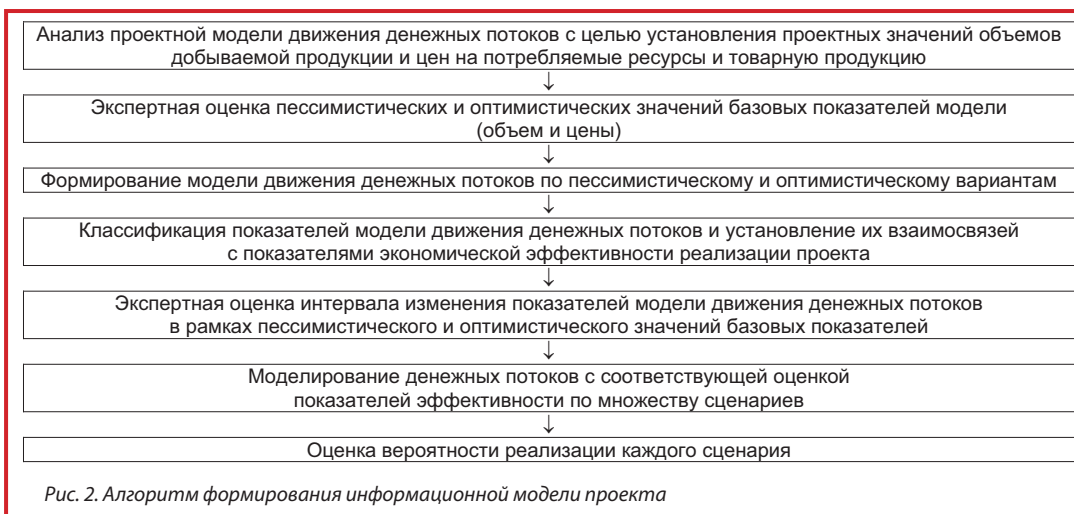 Анализ проектной модели движения денежных потоков с целью установления проектных значений объемов
добываемой продукции и цен на потребляемые ресурсы и товарную продукцию
↓
Экспертная оценка пессимистических и оптимистических значений базовых показателей модели
(объем и цены)
↓
Формирование модели движения денежных потоков по пессимистическому и оптимистическому вариантам
↓
Классификация показателей модели движения денежных потоков и установление их взаимосвязей
с показателями экономической эффективности реализации проекта
↓
Экспертная оценка интервала изменения показателей модели движения денежных потоков
в рамках пессимистического и оптимистического значений базовых показателей
↓
Моделирование денежных потоков с соответствующей оценкой
показателей эффективности по множеству сценариев
↓
Оценка вероятности реализации каждого сценария
Рис. 2. Алгоритм формирования информационной модели проекта